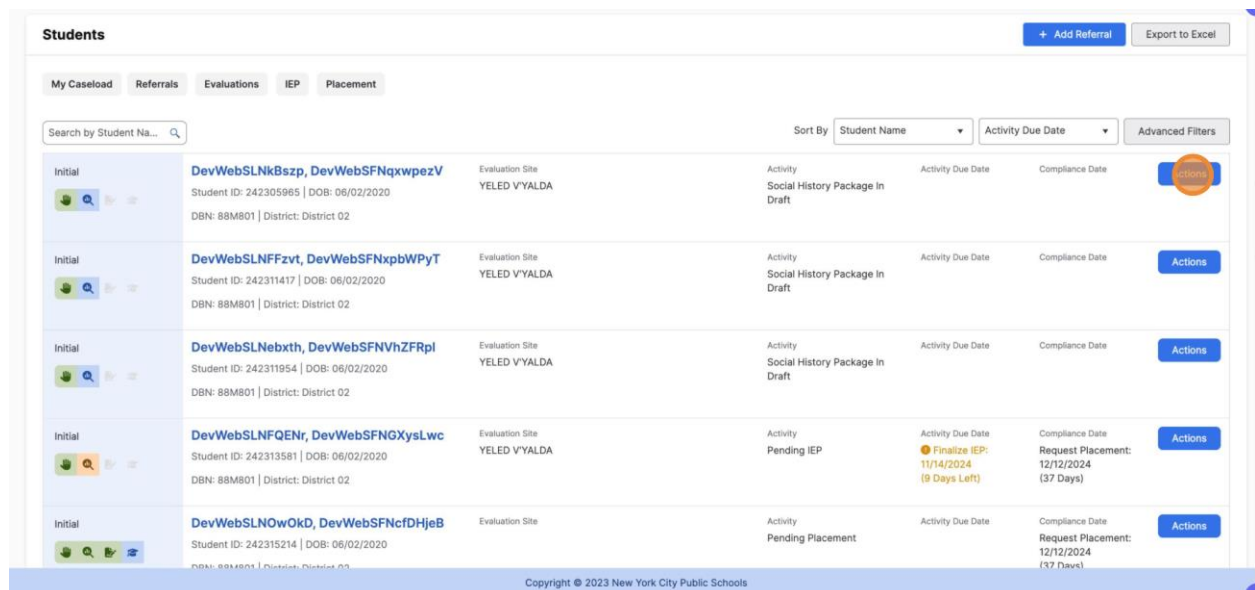 Students
+ Add Referral
Export to Excel
My Caseload
Referrals
Evaluations
IEP
Placement
Search by Student Na...
Sort By
Student Name
Activity Due Date
Advanced Filters
Initial
DevWebSLNkBszp, DevWebSFNqxwpezV
Student ID: 242305965 | DOB: 06/02/2020
DBN: 88M801 | District: District 02
Evaluation Site
YELED V'YALDA
Activity
Social History Package In
Draft
Activity Due Date
Compliance Date
Actions
Initial
DevWebSLNFFzvt, DevWebSFNxpbWPyT
Student ID: 242311417 | DOB: 06/02/2020
DBN: 88M801 | District: District 02
Evaluation Site
YELED V'YALDA
Activity
Social History Package In
Draft
Activity Due Date
Compliance Date
Actions
Initial
DevWebSLNebxth, DevWebSFNVhZFRpl
Student ID: 242311954 | DOB: 06/02/2020
DBN: 88M801 | District: District 02
Evaluation Site
YELED V'YALDA
Activity
Social History Package In
Draft
Activity Due Date
Compliance Date
Actions
Initial
DevWebSLNFQENr, DevWebSFNGXysLwc
Student ID: 242313581 | DOB: 06/02/2020
DBN: 88M801 | District: District 02
Evaluation Site
YELED V'YALDA
Activity
Pending IEP
Activity Due Date
Finalize IEP:
11/14/2024
(9 Days Left)
Compliance Date
Request Placement:
12/12/2024
(37 Days)
Actions
Initial
DevWebSLNOwOkD, DevWebSFNcfDHjeB
Student ID: 242315214 | DOB: 06/02/2020
DBN: 88M801 | District: District 02
Evaluation Site
Activity
Pending Placement
Activity Due Date
Compliance Date
Request Placement:
12/12/2024
(37 Days)
Actions
Copyright © 2023 New York City Public Schools